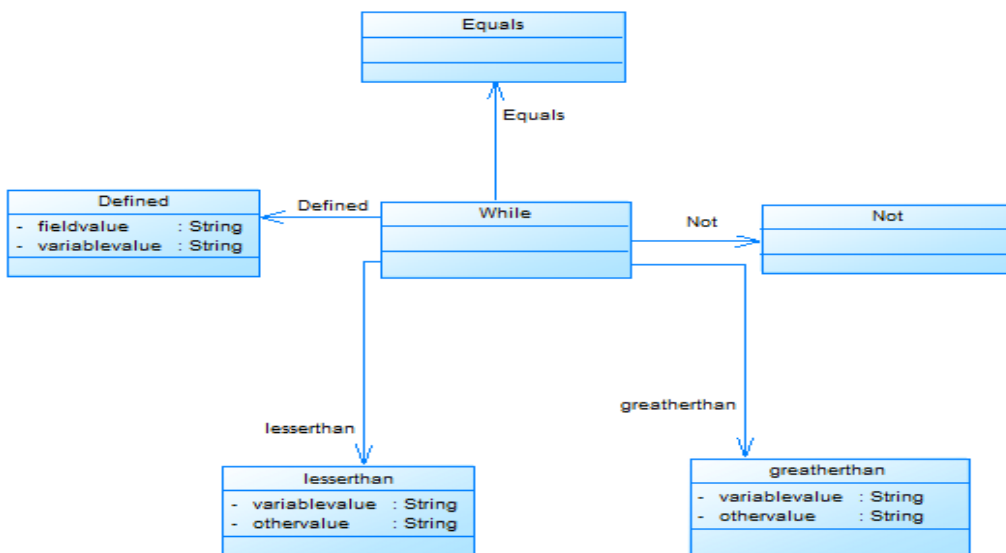 Equals
Equals
Defined
- fieldvalue : String
- variablevalue : String
Defined
While
Not
Not
lesserthan
greatherthan
lesserthan
- variablevalue : String
- othervalue : String
greatherthan
- variablevalue : String
- othervalue : String